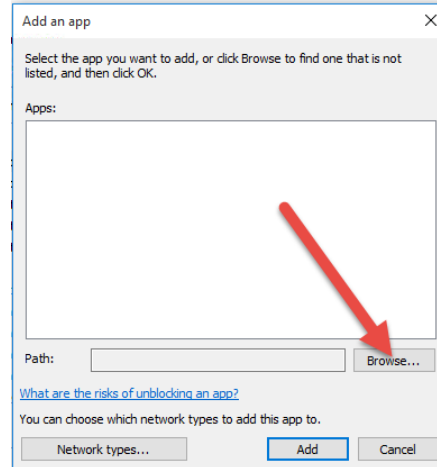 Add an app
Select the app you want to add, or click Browse to find one that is not
listed, and then click OK.
Apps:
Path:
Browse...
What are the risks of unblocking an app?
You can choose which network types to add this app to.
Network types...
Add
Cancel